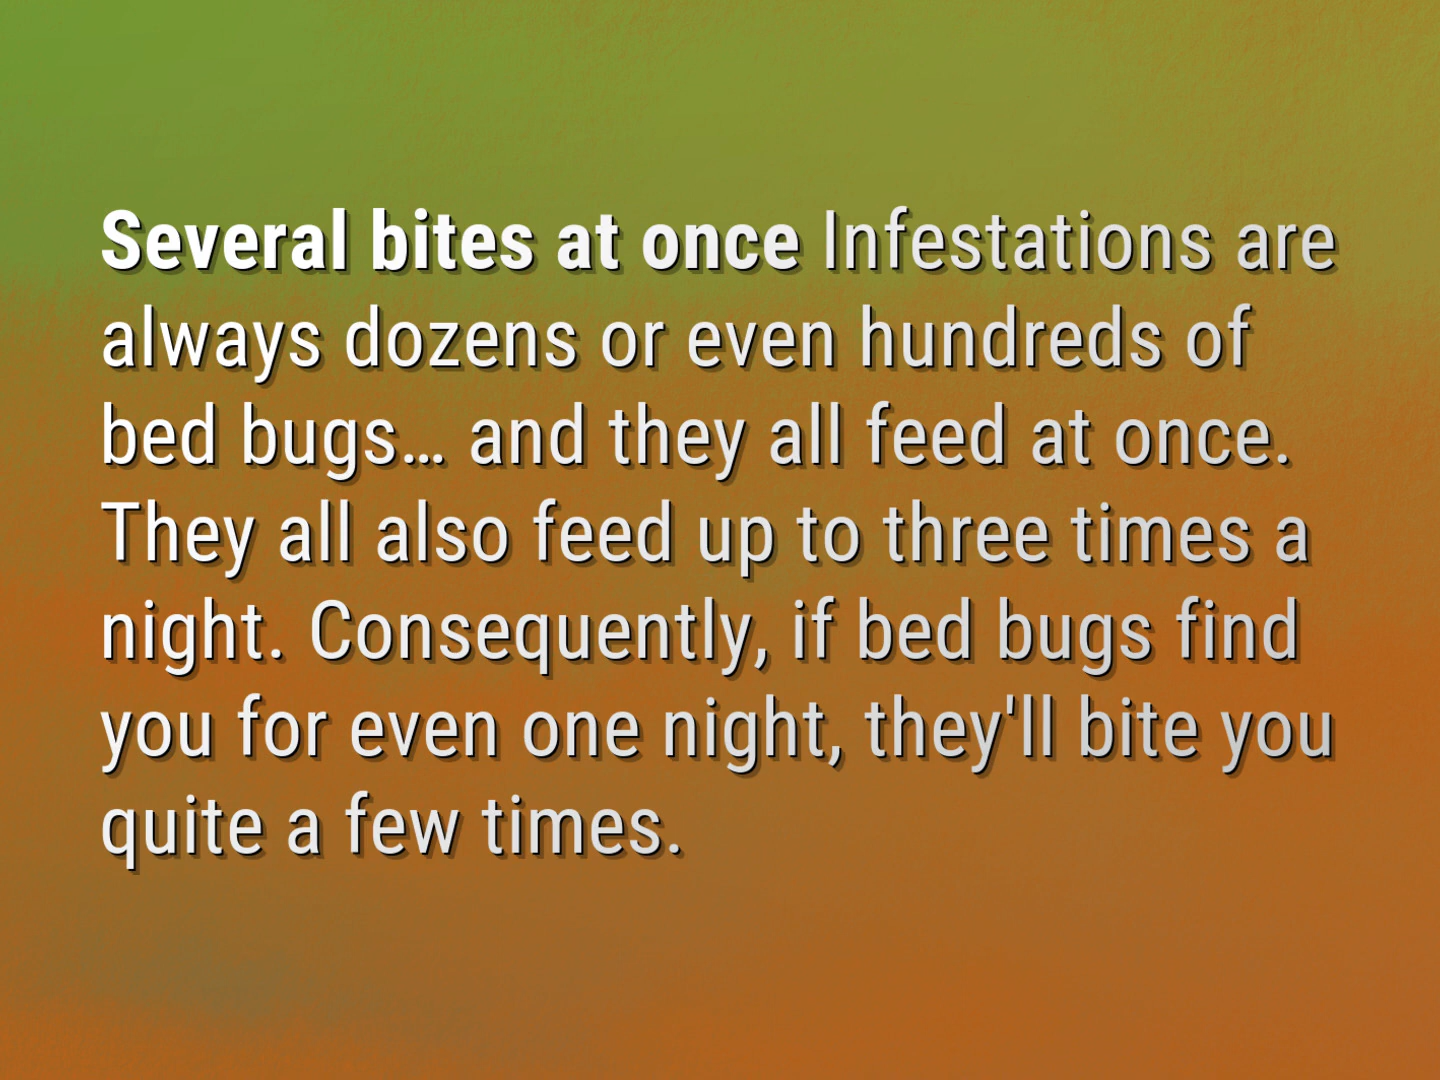 Several bites at once Infestations are
always dozens or even hundreds of
bed bugs… and they all feed at once.
They all also feed up to three times a
night. Consequently, if bed bugs find
you for even one night, they'll bite you
quite a few times.